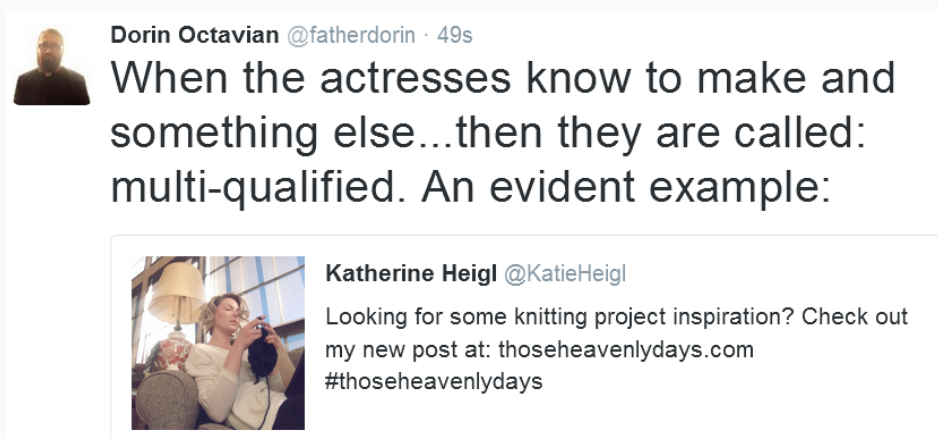 Dorin Octavian @fatherdorin · 49s
When the actresses know to make and
something else...then they are called:
multi-qualified. An evident example:
Katherine Heigl @KatieHeigl
Looking for some knitting project inspiration? Check out
my new post at: thoseheavenlydays.com
#thoseheavenlydays